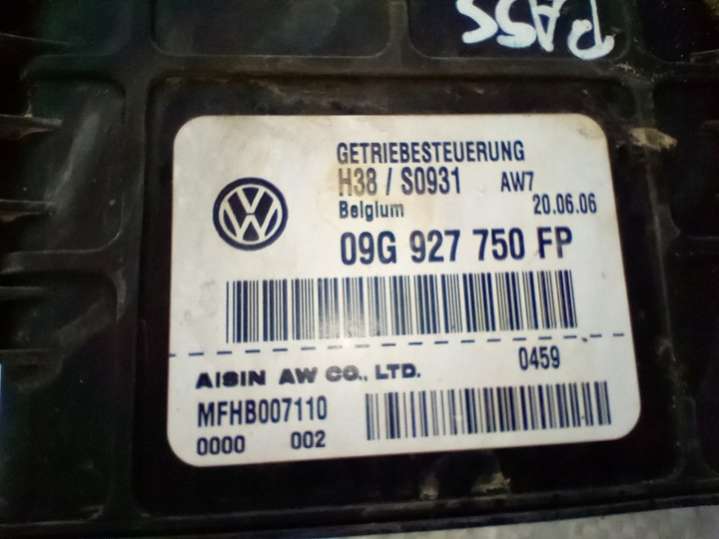 PASS
GETRIEBESTEUERUNG
H38 / S0931 AW7
Belgium 20.06.06
09G 927 750 FP
0459
AISIN AW CO., LTD.
MFHB007110
0000 002